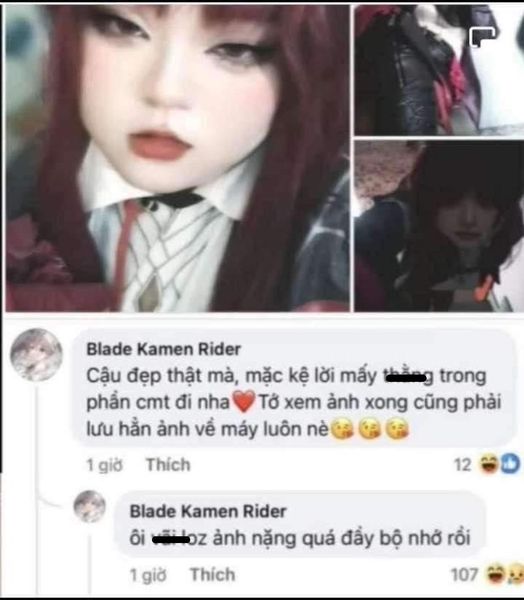 Blade Kamen Rider
Cậu đẹp thật mà, mặc kệ lời mấy trong
phần cmt đi nha❤️Tớ xem ảnh xong cũng phải
lưu hẳn ảnh về máy luôn nè😘😘😘
1 giờ Thích 12
Blade Kamen Rider
ôi oz ảnh nặng quá đầy bộ nhớ rồi
1 giờ Thích 107